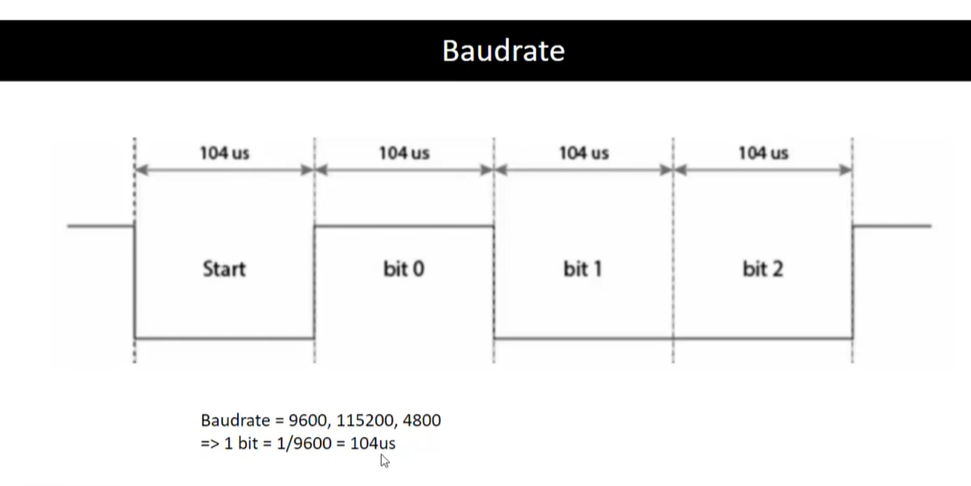 Baudrate
104 us 104 us 104 us 104 us
Start bit 0 bit 1 bit 2
Baudrate = 9600, 115200, 4800
=> 1 bit = 1/9600 = 104us